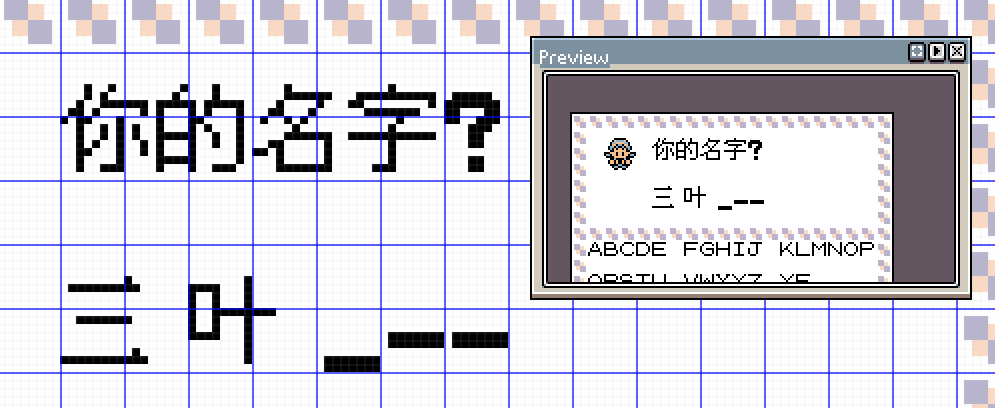 你的名字?
三 叶 _--
Preview
你的名字?
三 叶 _--
ABCDE FGHIJ KLMNOP